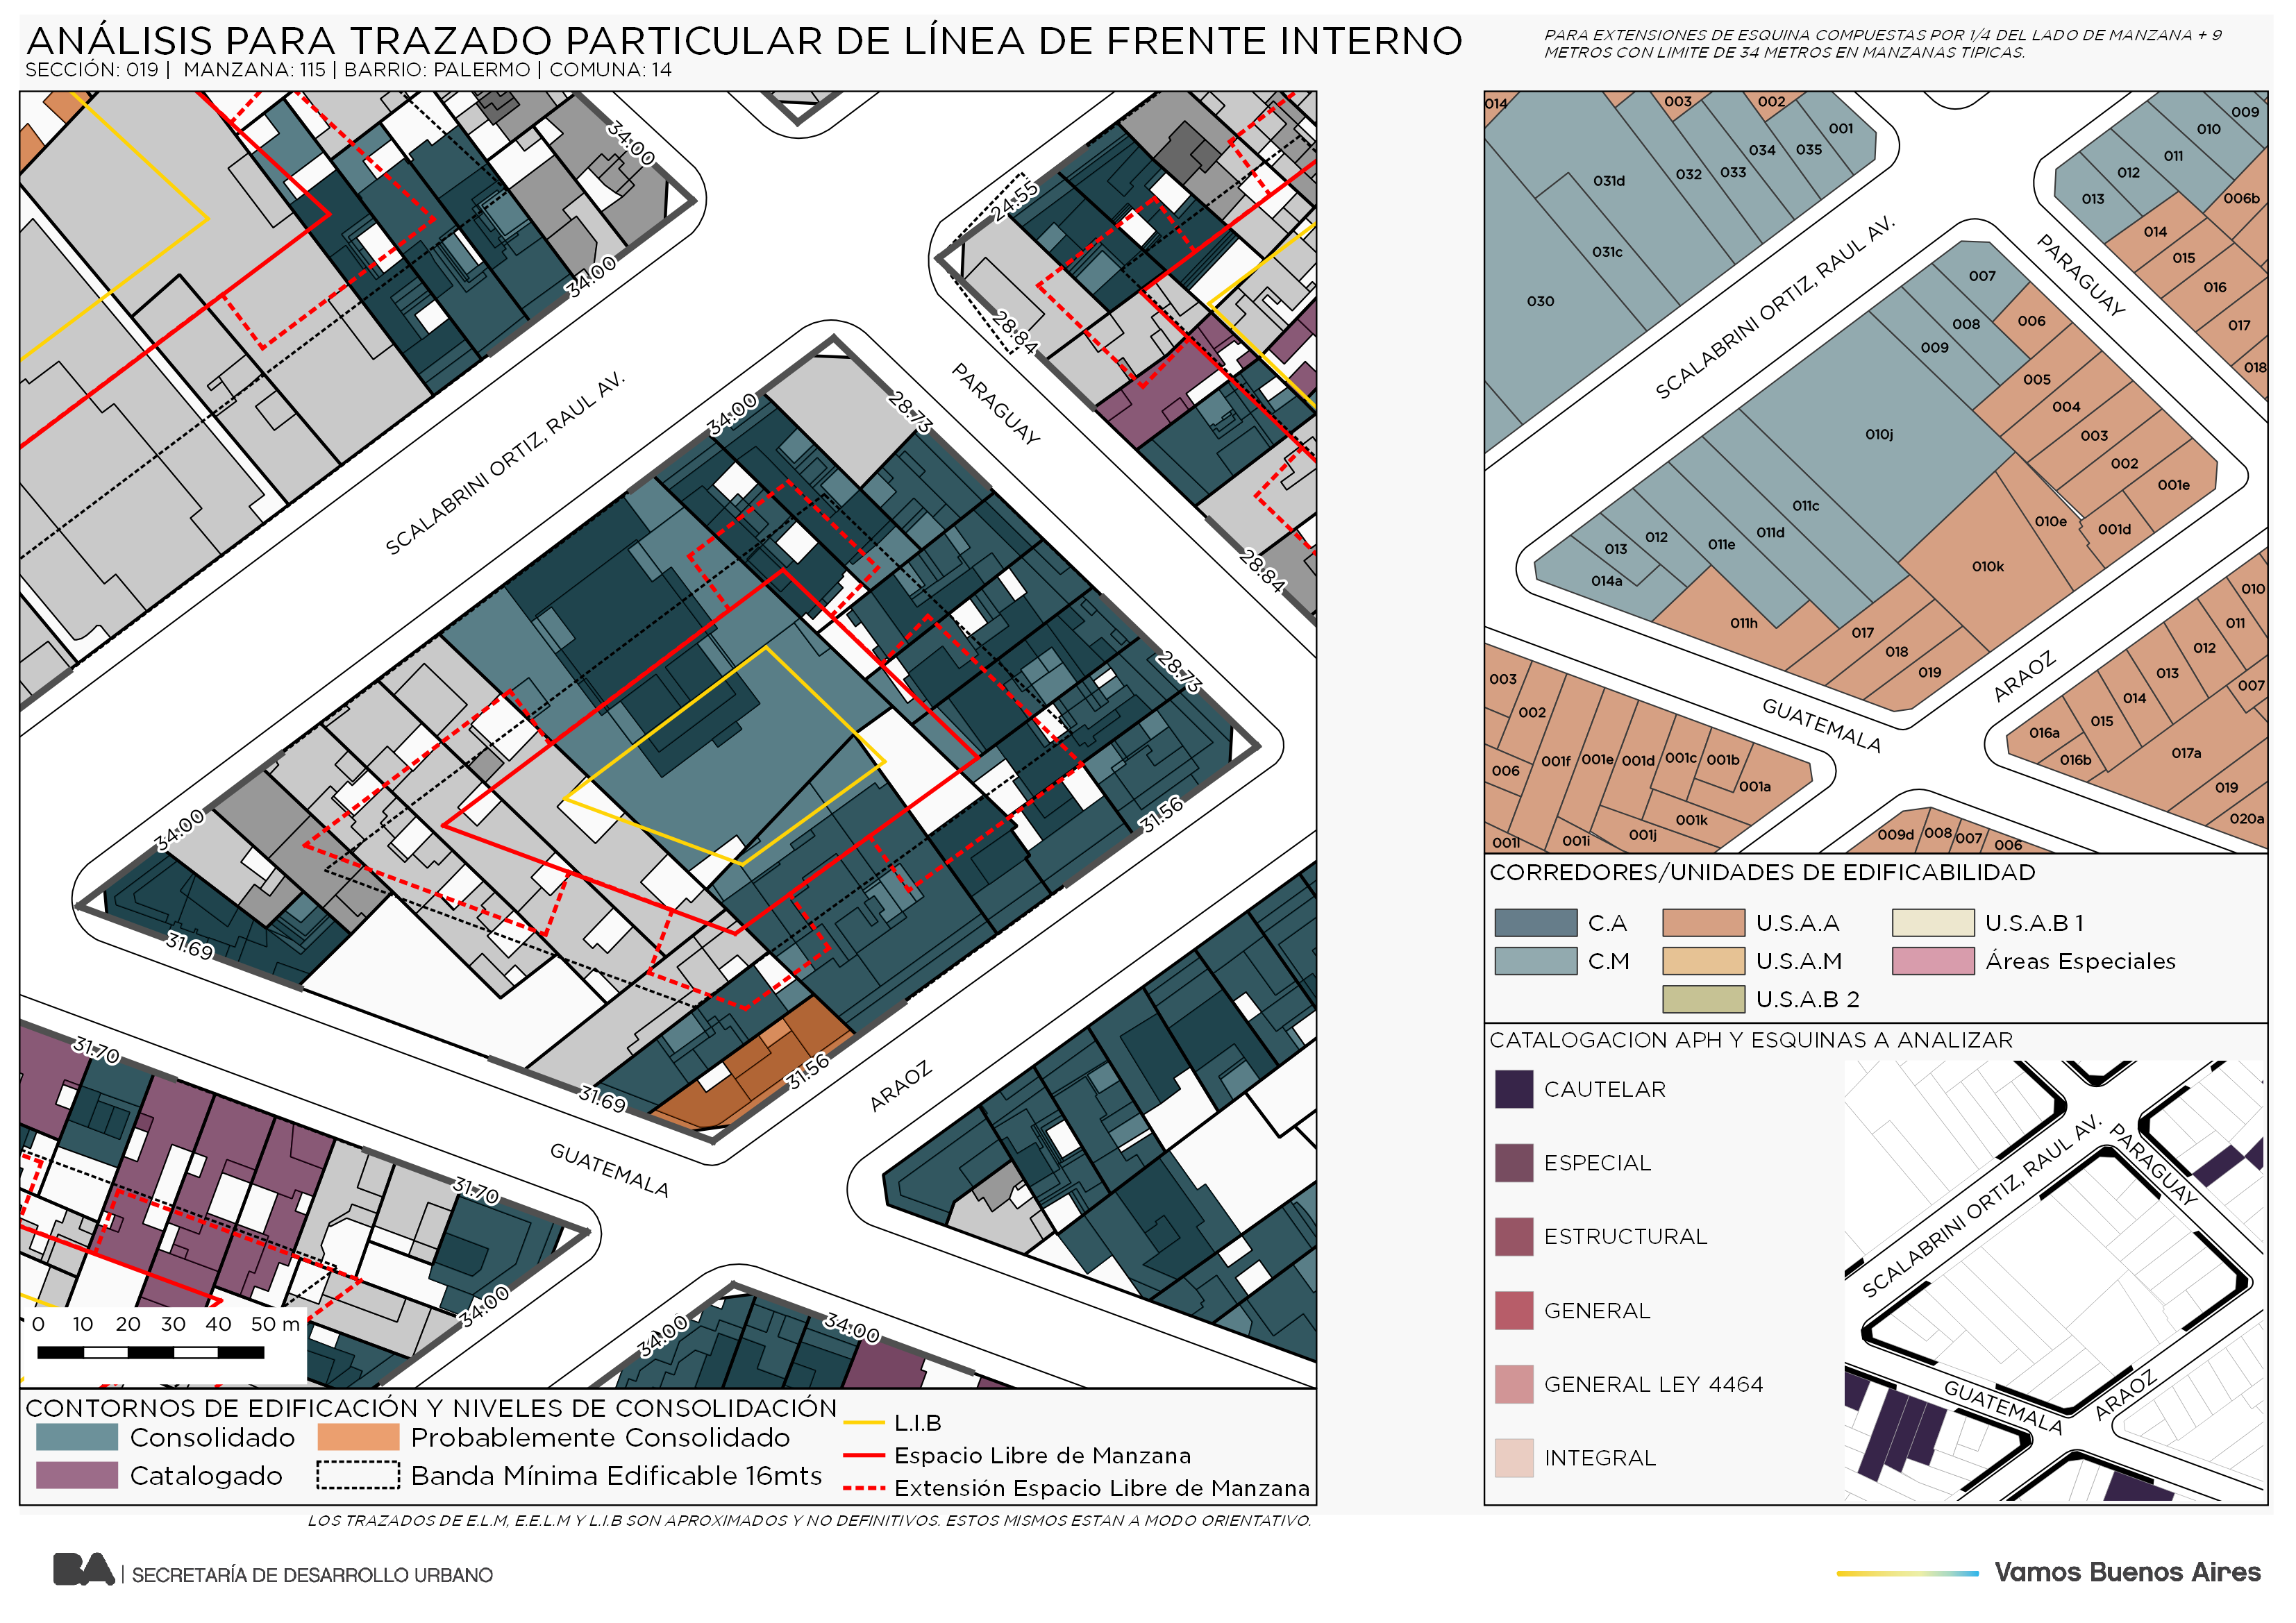 ANÁLISIS PARA TRAZADO PARTICULAR DE LÍNEA DE FRENTE INTERNO
SECCIÓN: 019 | MANZANA: 115 | BARRIO: PALERMO | COMUNA: 14
PARA EXTENSIONES DE ESQUINA COMPUESTAS POR 1/4 DEL LADO DE MANZANA + 9
METROS CON LIMITE DE 34 METROS EN MANZANAS TIPICAS.
34.00
34.00
24.55
28.84
28.84
SCALABRINI ORTIZ, RAUL AV.
PARAGUAY
34.00
28.73
28.73
31.56
34.00
31.69
31.69
31.56
ARAOZ
GUATEMALA
31.70
31.70
34.00
34.00
34.00
0 10 20 30 40 50 m
CONTORNOS DE EDIFICACIÓN Y NIVELES DE CONSOLIDACIÓN
Consolidado
Probablemente Consolidado
Catalogado
Banda Mínima Edificable 16mts
L.I.B
Espacio Libre de Manzana
Extensión Espacio Libre de Manzana
LOS TRAZADOS DE E.L.M, E.E.L.M Y L.I.B SON APROXIMADOS Y NO DEFINITIVOS. ESTOS MISMOS ESTAN A MODO ORIENTATIVO.
014
003
002
001
034
035
033
032
031d
031c
030
009
010
011
012
013
006b
014
015
016
017
018
SCALABRINI ORTIZ, RAUL AV.
PARAGUAY
007
008
009
006
005
004
003
002
001e
001d
010e
010j
010k
011c
011d
011e
012
013
014a
011h
017
018
019
ARAOZ
GUATEMALA
003
002
006
001f
001e
001d
001c
001b
001a
001k
001j
001i
001l
010
011
012
013
014
015
016a
016b
007
017a
019
020a
009d
008
007
006
CORREDORES/UNIDADES DE EDIFICABILIDAD
C.A
U.S.A.A
U.S.A.B 1
C.M
U.S.A.M
Áreas Especiales
U.S.A.B 2
CATALOGACION APH Y ESQUINAS A ANALIZAR
CAUTELAR
ESPECIAL
ESTRUCTURAL
GENERAL
GENERAL LEY 4464
INTEGRAL
SCALABRINI ORTIZ, RAUL AV.
PARAGUAY
GUATEMALA
ARAOZ
BA | SECRETARÍA DE DESARROLLO URBANO
Vamos Buenos Aires